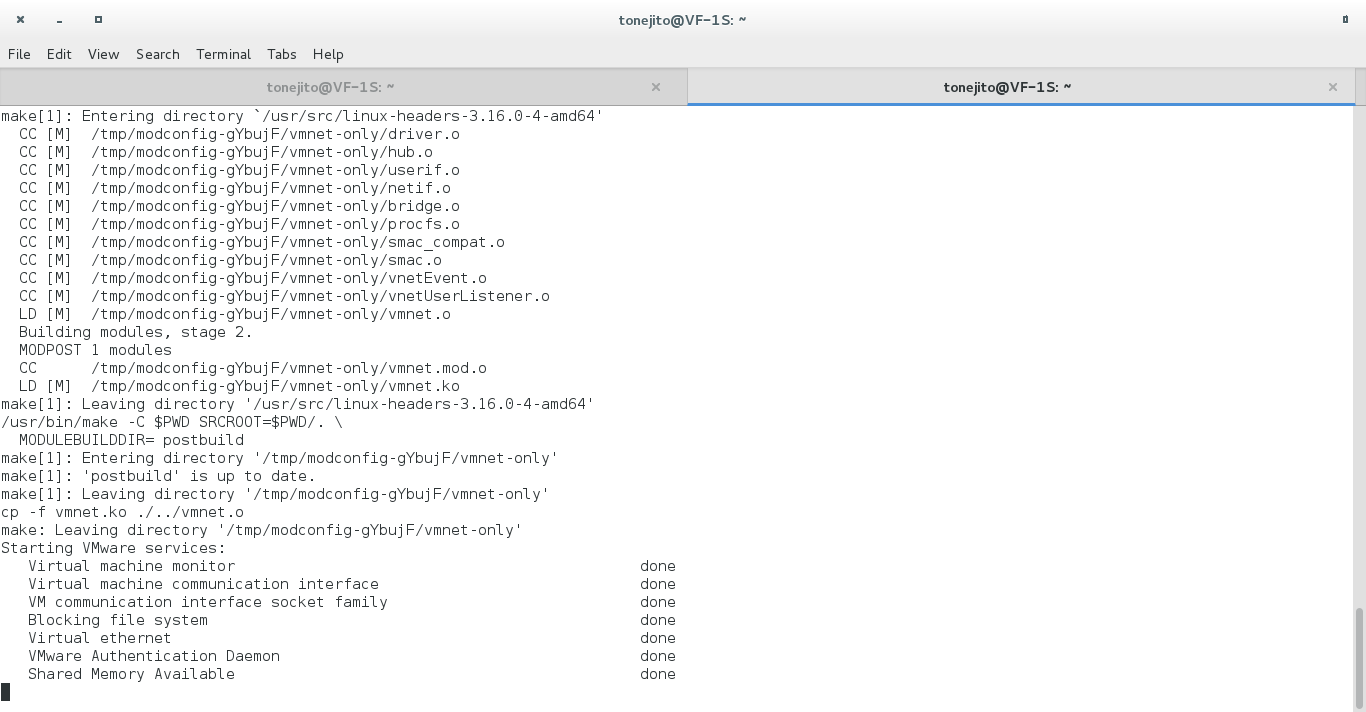 tonejito@VF-1S: ~
File Edit View Search Terminal Tabs Help
tonejito@VF-1S: ~ × tonejito@VF-1S: ~ ×
make[1]: Entering directory `/usr/src/linux-headers-3.16.0-4-amd64'
  CC [M]  /tmp/modconfig-gYbujF/vmnet-only/driver.o
  CC [M]  /tmp/modconfig-gYbujF/vmnet-only/hub.o
  CC [M]  /tmp/modconfig-gYbujF/vmnet-only/userif.o
  CC [M]  /tmp/modconfig-gYbujF/vmnet-only/netif.o
  CC [M]  /tmp/modconfig-gYbujF/vmnet-only/bridge.o
  CC [M]  /tmp/modconfig-gYbujF/vmnet-only/procfs.o
  CC [M]  /tmp/modconfig-gYbujF/vmnet-only/smac_compat.o
  CC [M]  /tmp/modconfig-gYbujF/vmnet-only/smac.o
  CC [M]  /tmp/modconfig-gYbujF/vmnet-only/vnetEvent.o
  CC [M]  /tmp/modconfig-gYbujF/vmnet-only/vnetUserListener.o
  LD [M]  /tmp/modconfig-gYbujF/vmnet-only/vmnet.o
  Building modules, stage 2.
  MODPOST 1 modules
  CC      /tmp/modconfig-gYbujF/vmnet-only/vmnet.mod.o
  LD [M]  /tmp/modconfig-gYbujF/vmnet-only/vmnet.ko
make[1]: Leaving directory '/usr/src/linux-headers-3.16.0-4-amd64'
/usr/bin/make -C $PWD SRCROOT=$PWD/. \
  MODULEBUILDDIR= postbuild
make[1]: Entering directory '/tmp/modconfig-gYbujF/vmnet-only'
make[1]: 'postbuild' is up to date.
make[1]: Leaving directory '/tmp/modconfig-gYbujF/vmnet-only'
cp -f vmnet.ko ./../vmnet.o
make: Leaving directory '/tmp/modconfig-gYbujF/vmnet-only'
Starting VMware services:
   Virtual machine monitor                                             done
   Virtual machine communication interface                             done
   VM communication interface socket family                            done
   Blocking file system                                                done
   Virtual ethernet                                                    done
   VMware Authentication Daemon                                        done
   Shared Memory Available                                             done